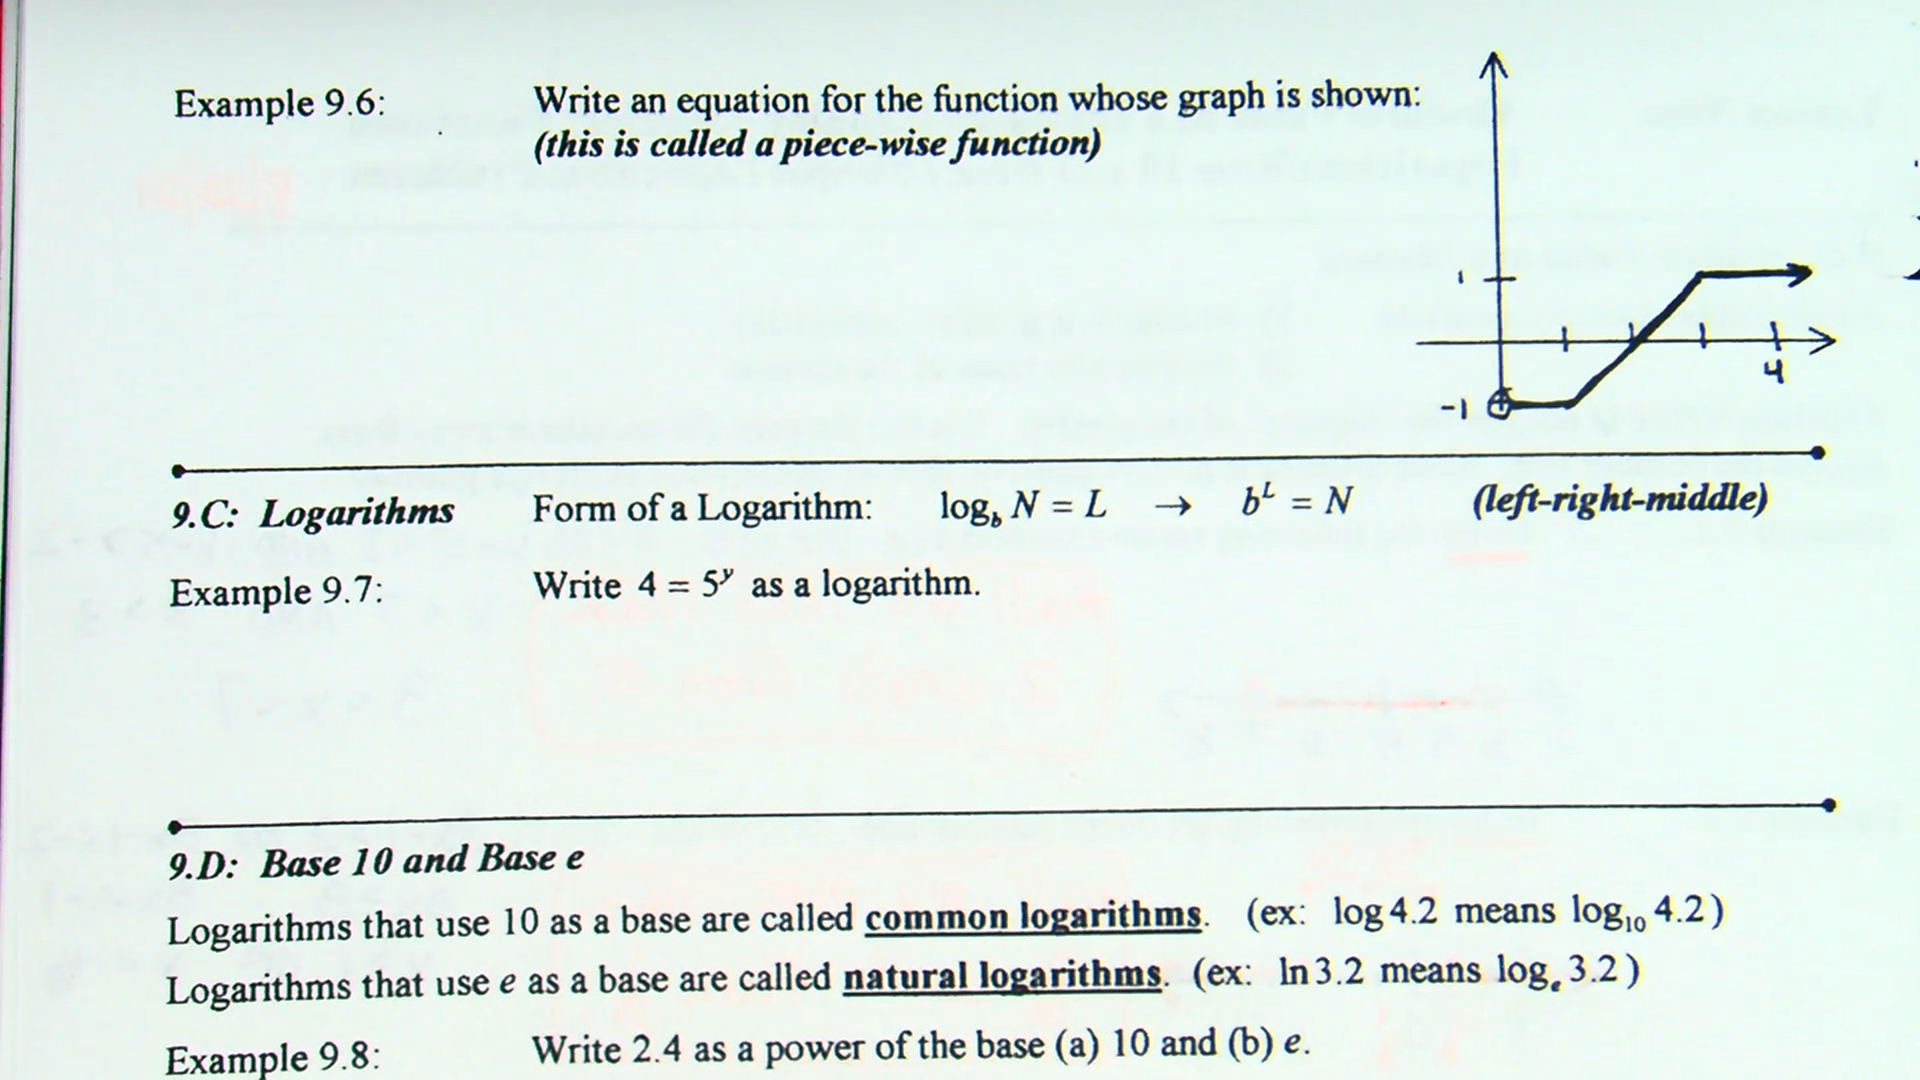 Example 9.6: Write an equation for the function whose graph is shown:
(this is called a piece-wise function)
1
4
-1
9.C: Logarithms Form of a Logarithm: log_b N = L → b^L = N (left-right-middle)
Example 9.7: Write 4 = 5^y as a logarithm.
9.D: Base 10 and Base e
Logarithms that use 10 as a base are called common logarithms. (ex: log 4.2 means log₁₀ 4.2)
Logarithms that use e as a base are called natural logarithms. (ex: ln 3.2 means log_e 3.2)
Example 9.8: Write 2.4 as a power of the base (a) 10 and (b) e.